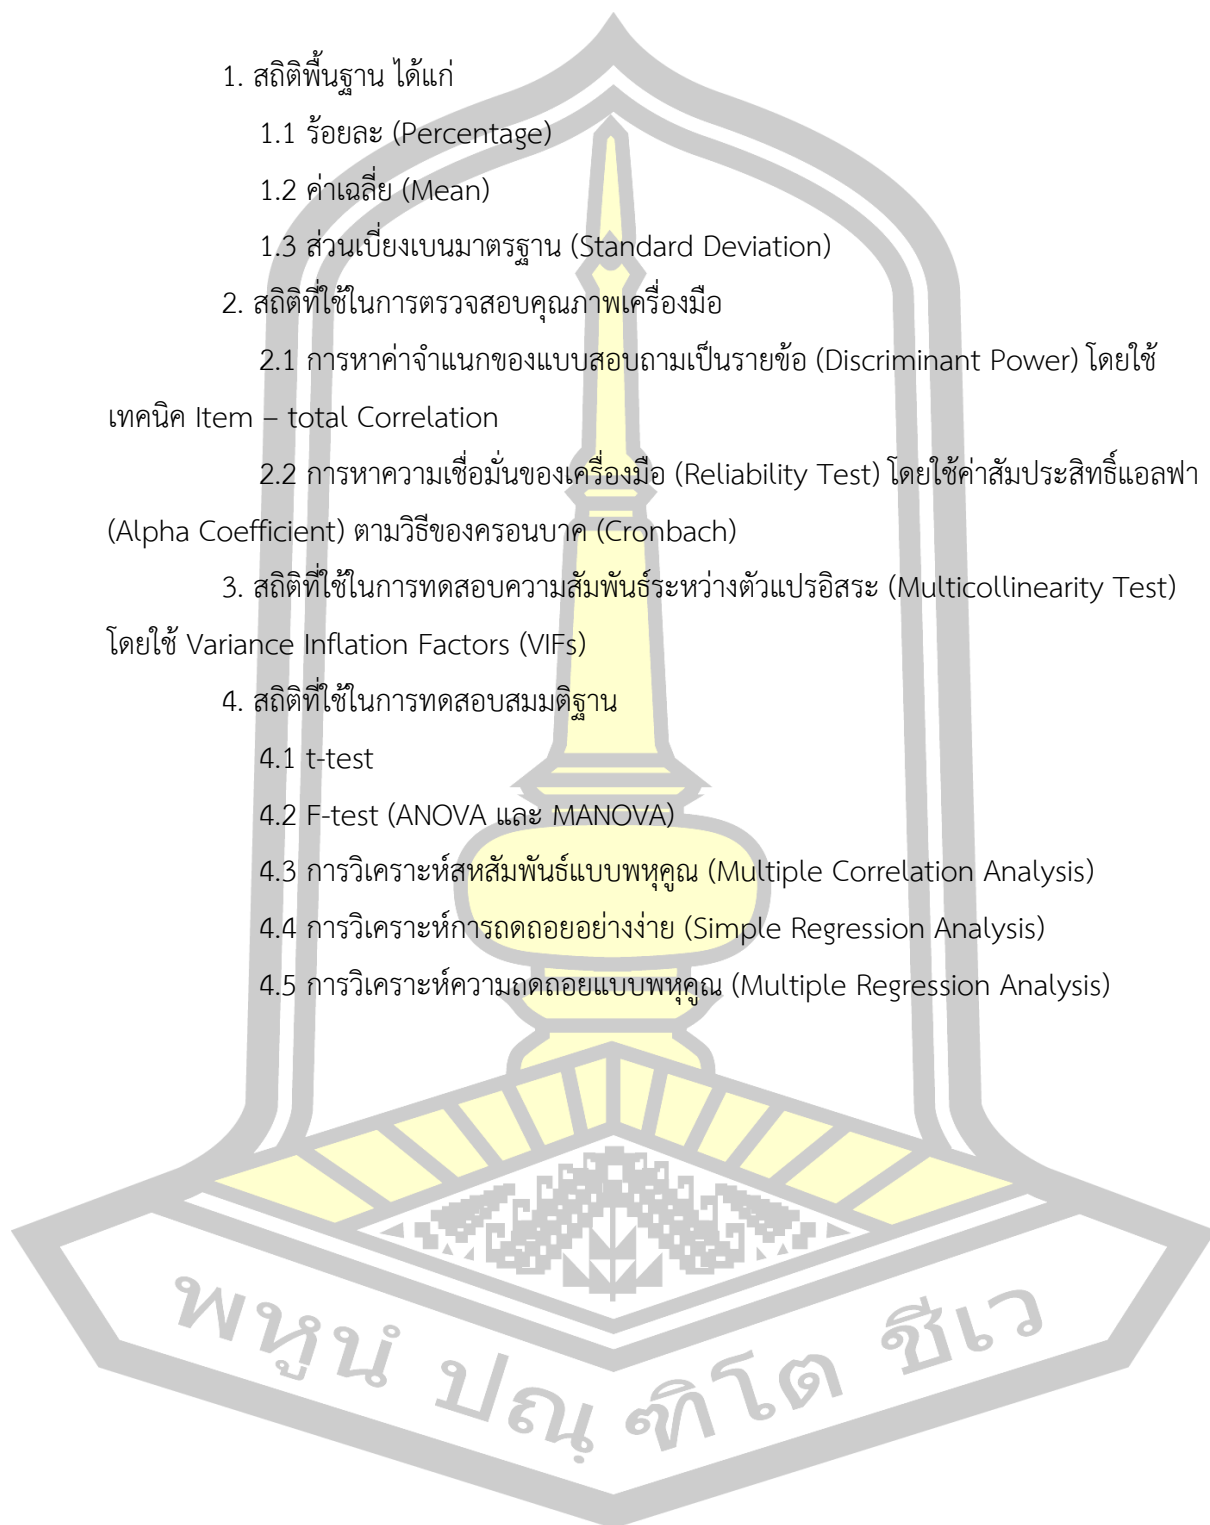 1. สถิติพื้นฐาน ได้แก่
1.1 ร้อยละ (Percentage)
1.2 ค่าเฉลี่ย (Mean)
1.3 ส่วนเบี่ยงเบนมาตรฐาน (Standard Deviation)
2. สถิติที่ใช้ในการตรวจสอบคุณภาพเครื่องมือ
2.1 การหาค่าจำแนกของแบบสอบถามเป็นรายข้อ (Discriminant Power) โดยใช้
เทคนิค Item – total Correlation
2.2 การหาความเชื่อมั่นของเครื่องมือ (Reliability Test) โดยใช้ค่าสัมประสิทธิ์แอลฟา
(Alpha Coefficient) ตามวิธีของครอนบาค (Cronbach)
3. สถิติที่ใช้ในการทดสอบความสัมพันธ์ระหว่างตัวแปรอิสระ (Multicollinearity Test)
โดยใช้ Variance Inflation Factors (VIFs)
4. สถิติที่ใช้ในการทดสอบสมมติฐาน
4.1 t-test
4.2 F-test (ANOVA และ MANOVA)
4.3 การวิเคราะห์สหสัมพันธ์แบบพหุคูณ (Multiple Correlation Analysis)
4.4 การวิเคราะห์การถดถอยอย่างง่าย (Simple Regression Analysis)
4.5 การวิเคราะห์ความถดถอยแบบพหุคูณ (Multiple Regression Analysis)
พหูนํ ปณฺฑิโต ชีเว